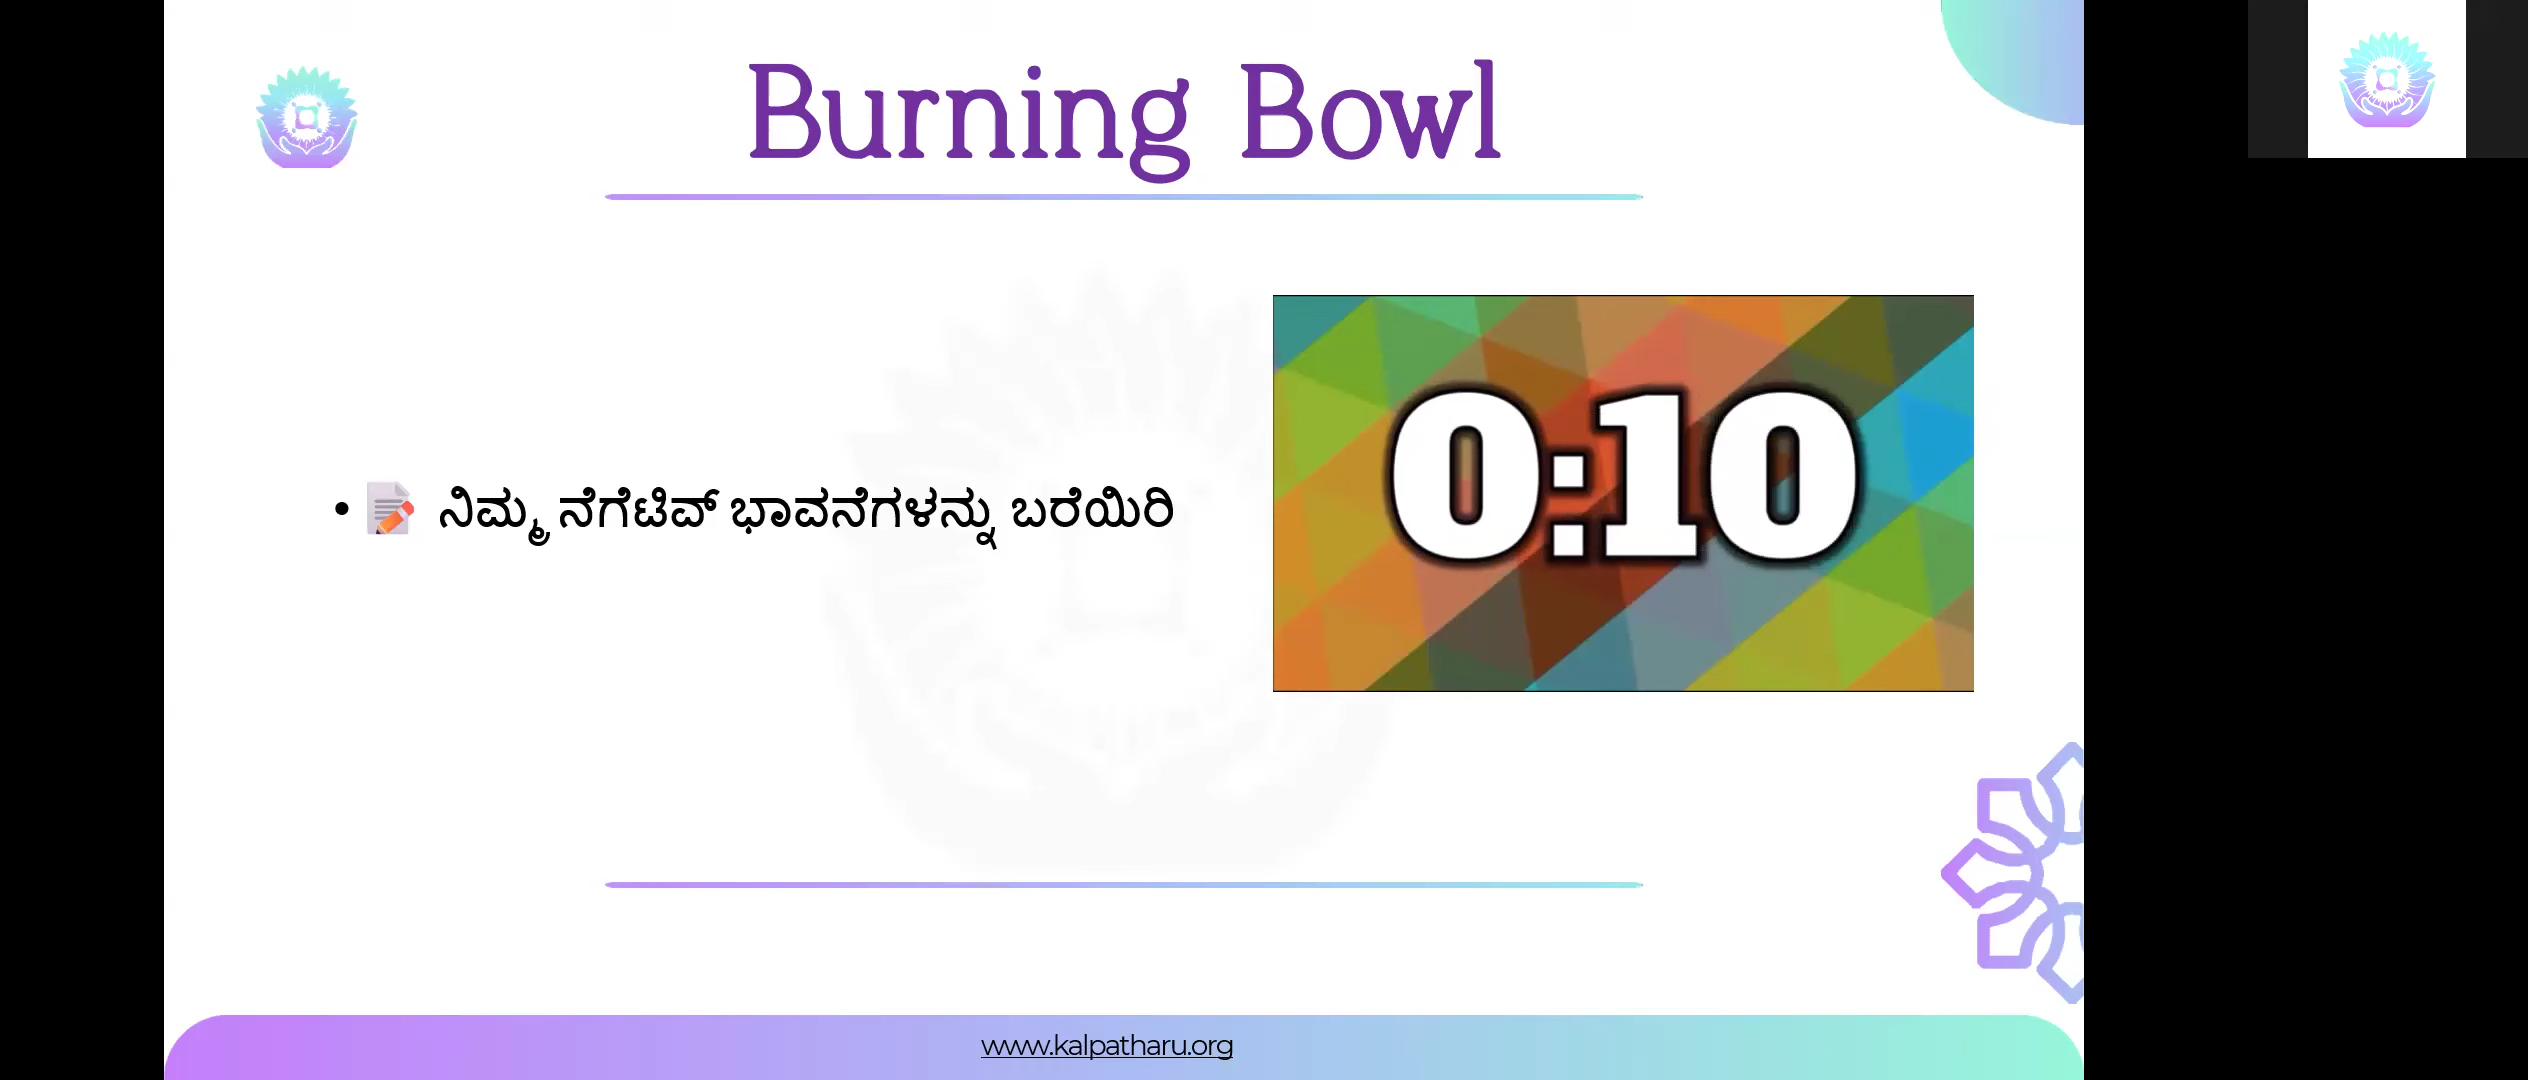 Burning Bowl
• 📝 ನಿಮ್ಮ ನೆಗೆಟಿವ್ ಭಾವನೆಗಳನ್ನು ಬರೆಯಿರಿ
0:10
www.kalpatharu.org